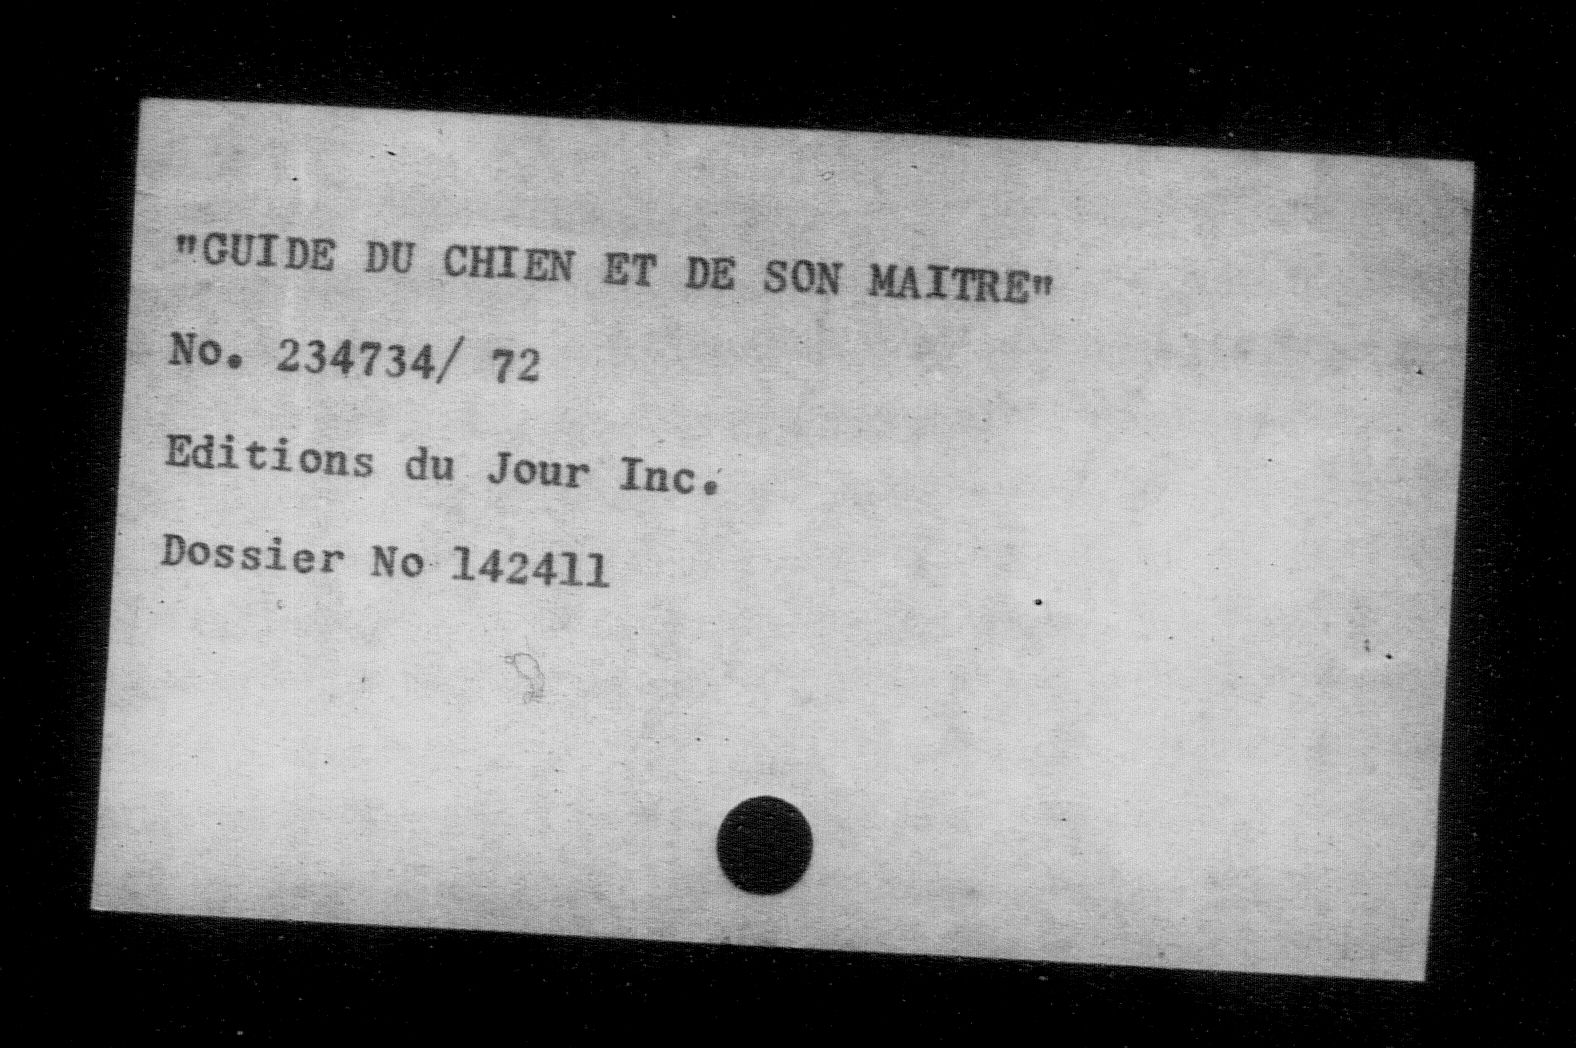 "GUIDE DU CHIEN ET DE SON MAITRE"
No. 234734/ 72
Editions du Jour Inc.
Dossier No 142411